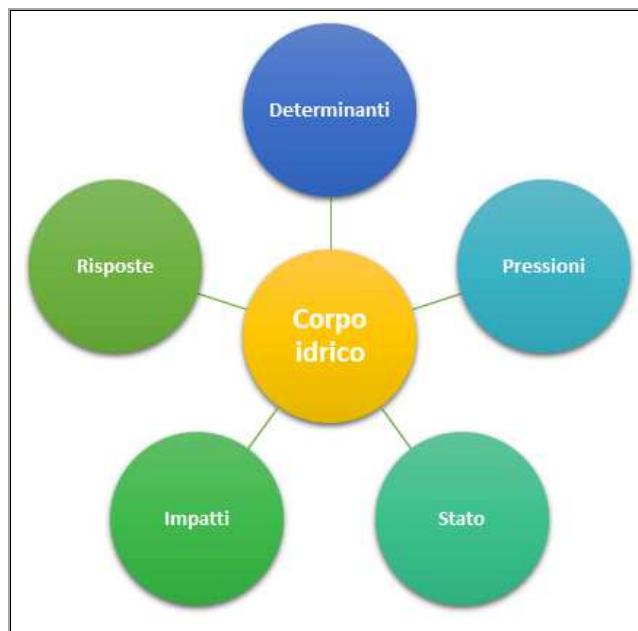 Determinanti
Risposte
Pressioni
Corpo
idrico
Impatti
Stato